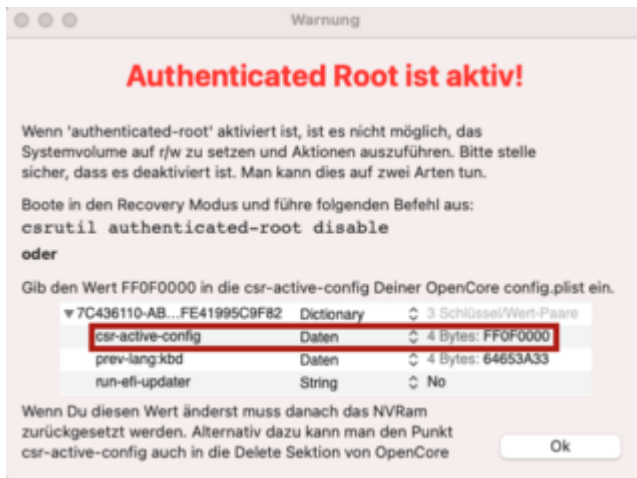 Warnung
Authenticated Root ist aktiv!
Wenn 'authenticated-root' aktiviert ist, ist es nicht möglich, das
Systemvolume auf r/w zu setzen und Aktionen auszuführen. Bitte stelle
sicher, dass es deaktiviert ist. Man kann dies auf zwei Arten tun.
Boote in den Recovery Modus und führe folgenden Befehl aus:
csrutil authenticated-root disable
oder
Gib den Wert FF0F0000 in die csr-active-config Deiner OpenCore config.plist ein.
7C436110-AB...FE41995C9F82 Dictionary 3 Schlüssel/Wert-Paare
csr-active-config Daten 4 Bytes: FF0F0000
prev-lang:kbd Daten 4 Bytes: 64653A33
run-efi-updater String No
Wenn Du diesen Wert änderst muss danach das NVRam
zurückgesetzt werden. Alternativ dazu kann man den Punkt
csr-active-config auch in die Delete Sektion von OpenCore
Ok